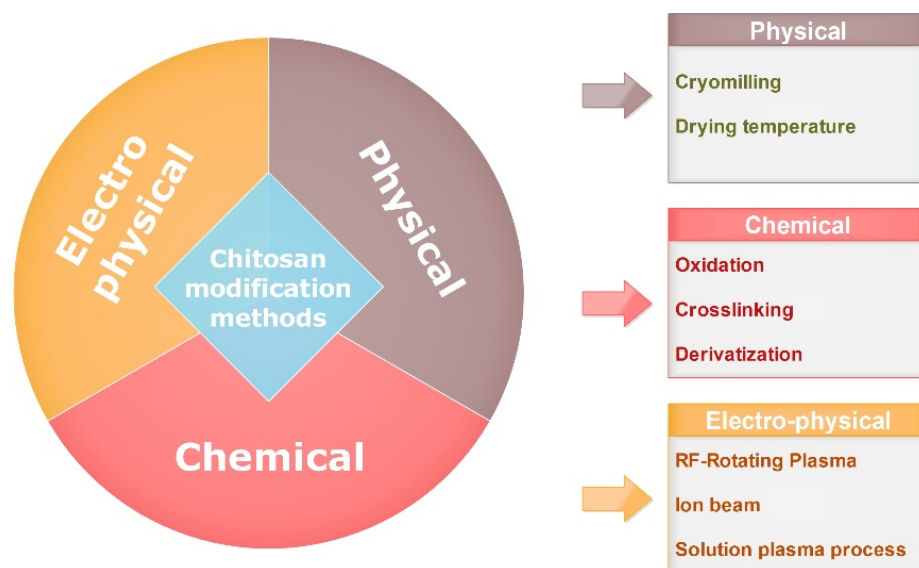 Electro
physical
Physical
Chitosan
modification
methods
Chemical
Physical
Cryomilling
Drying temperature
Chemical
Oxidation
Crosslinking
Derivatization
Electro-physical
RF-Rotating Plasma
Ion beam
Solution plasma process